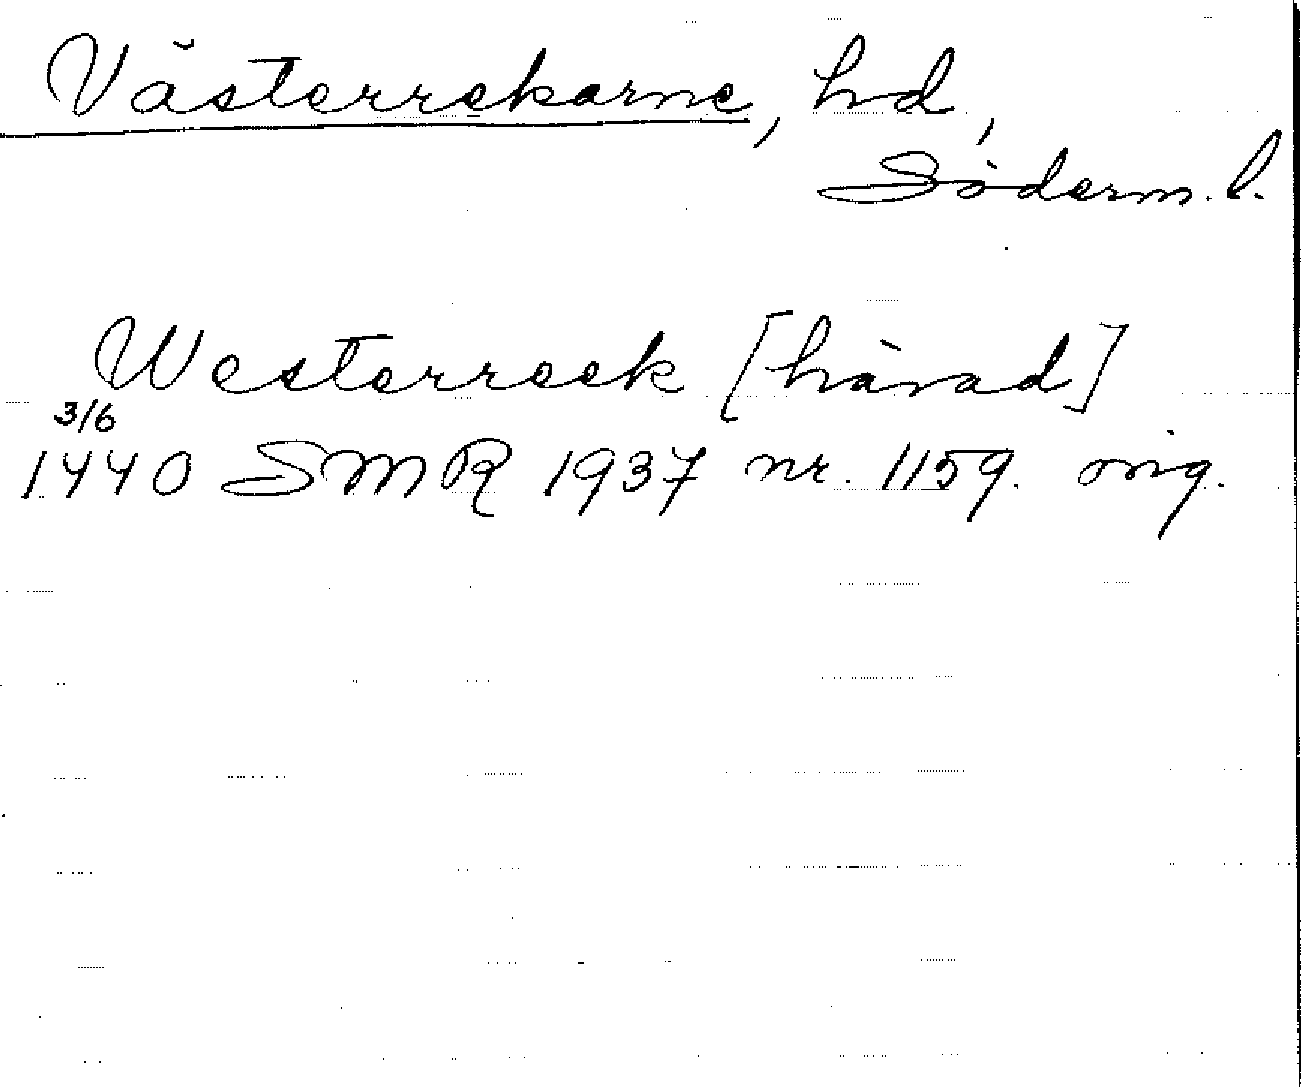 Västerrekarne, hd,
Söderm. l.
Westerreek [härad]
3/6
1440 SMR 1937 nr. 1159. orig.